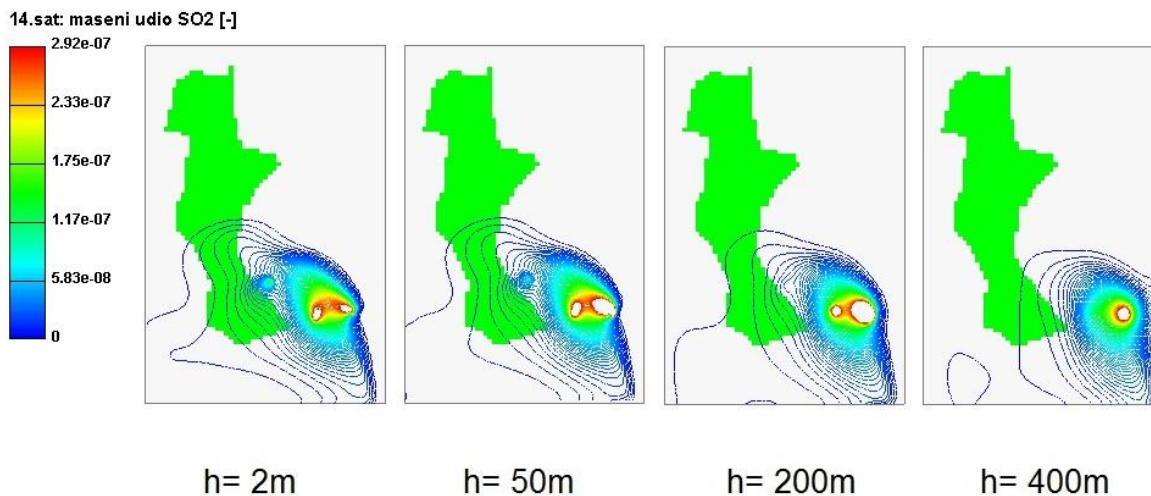 14.sat: maseni udio SO2 [-]
2.92e-07
2.33e-07
1.75e-07
1.17e-07
5.83e-08
0
h= 2m
h= 50m
h= 200m
h= 400m